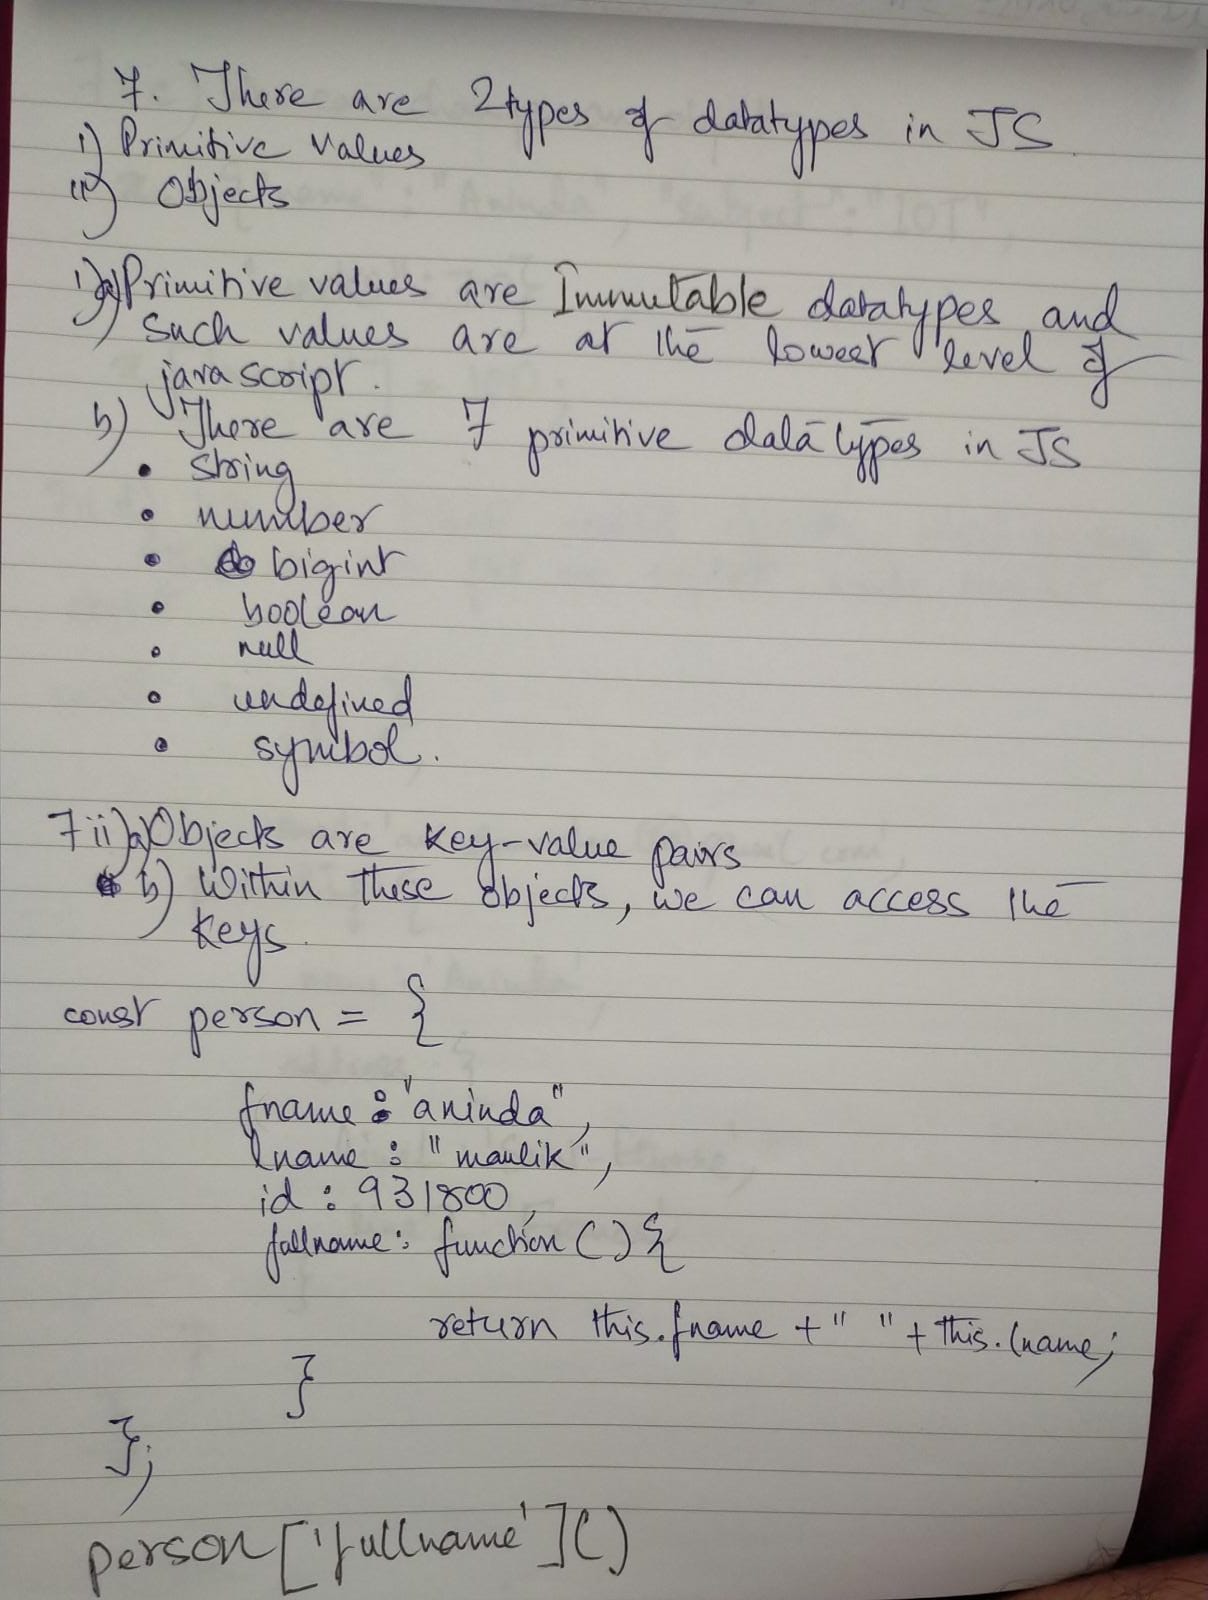 7. There are 2 types of datatypes in JS.
i) Primitive values
ii) Objects
i) a) Primitive values are Immutable datatypes and
such values are at the lowest level of
javascript.
b) There are 7 primitive data types in JS
• string
• number
• bigint
• boolean
• null
• undefined
• symbol.
7 ii) a) Objects are key-value pairs
b) Within these objects, we can access the
keys.
const person = {
fname : "aninda",
lname : "maulik",
id : 931800,
fullname : function () {
return this.fname + " " + this.lname;
}
};
person['fullname']()